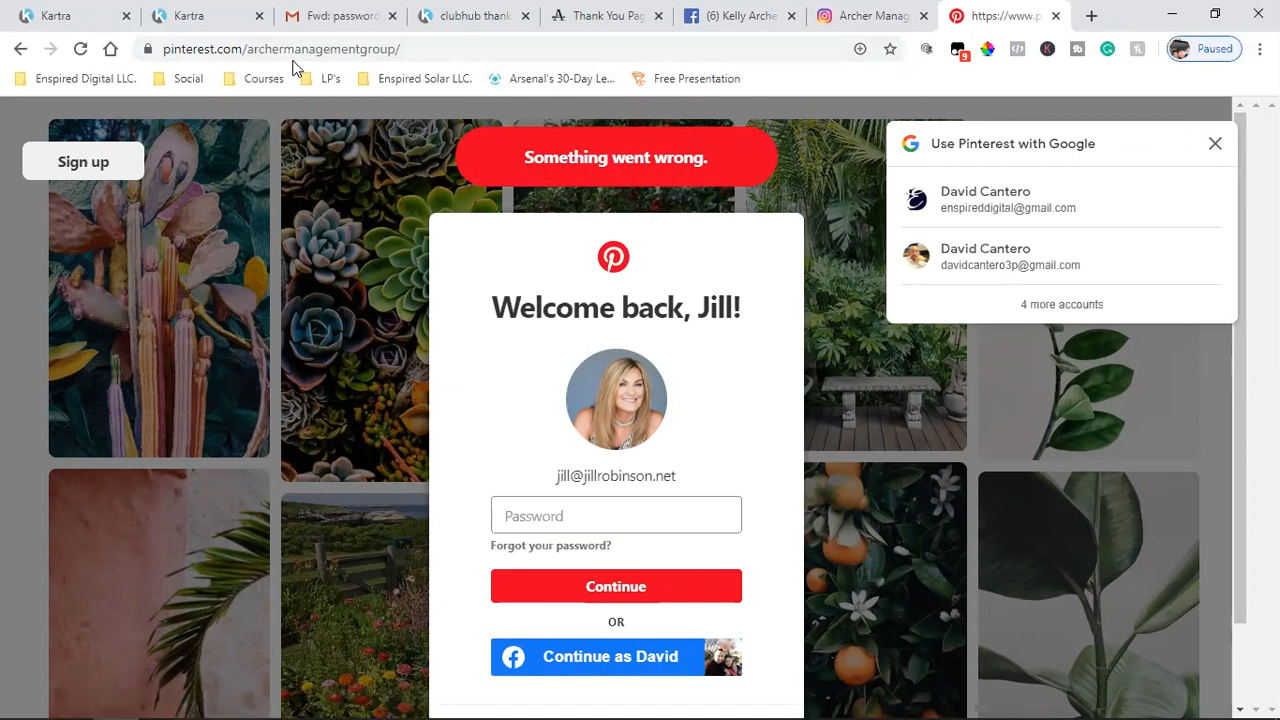 Kartra
Kartra
Fwd: password
clubhub thank
Thank You Pag
(6) Kelly Arche
Archer Manag
https://www.p
pinterest.com/archermanagementgroup/
9
Paused
Enspired Digital LLC.
Social
Courses
LP's
Enspired Solar LLC.
Arsenal's 30-Day Le...
Free Presentation
Sign up
Something went wrong.
Use Pinterest with Google
David Cantero
enspireddigital@gmail.com
David Cantero
davidcantero3p@gmail.com
4 more accounts
Welcome back, Jill!
jill@jillrobinson.net
Password
Forgot your password?
Continue
OR
Continue as David